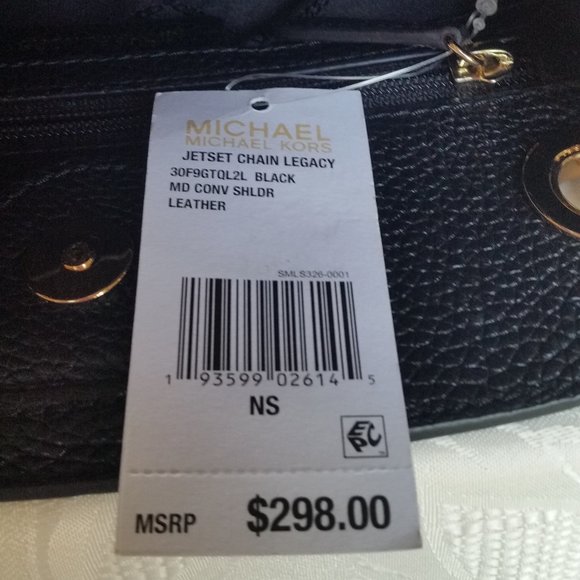 MICHAEL
MICHAEL KORS
JETSET CHAIN LEGACY
30F9GTQL2L BLACK
MD CONV SHLDR
LEATHER
SMLS326-0001
1 93599 02614 5
NS
EPC
MSRP $298.00